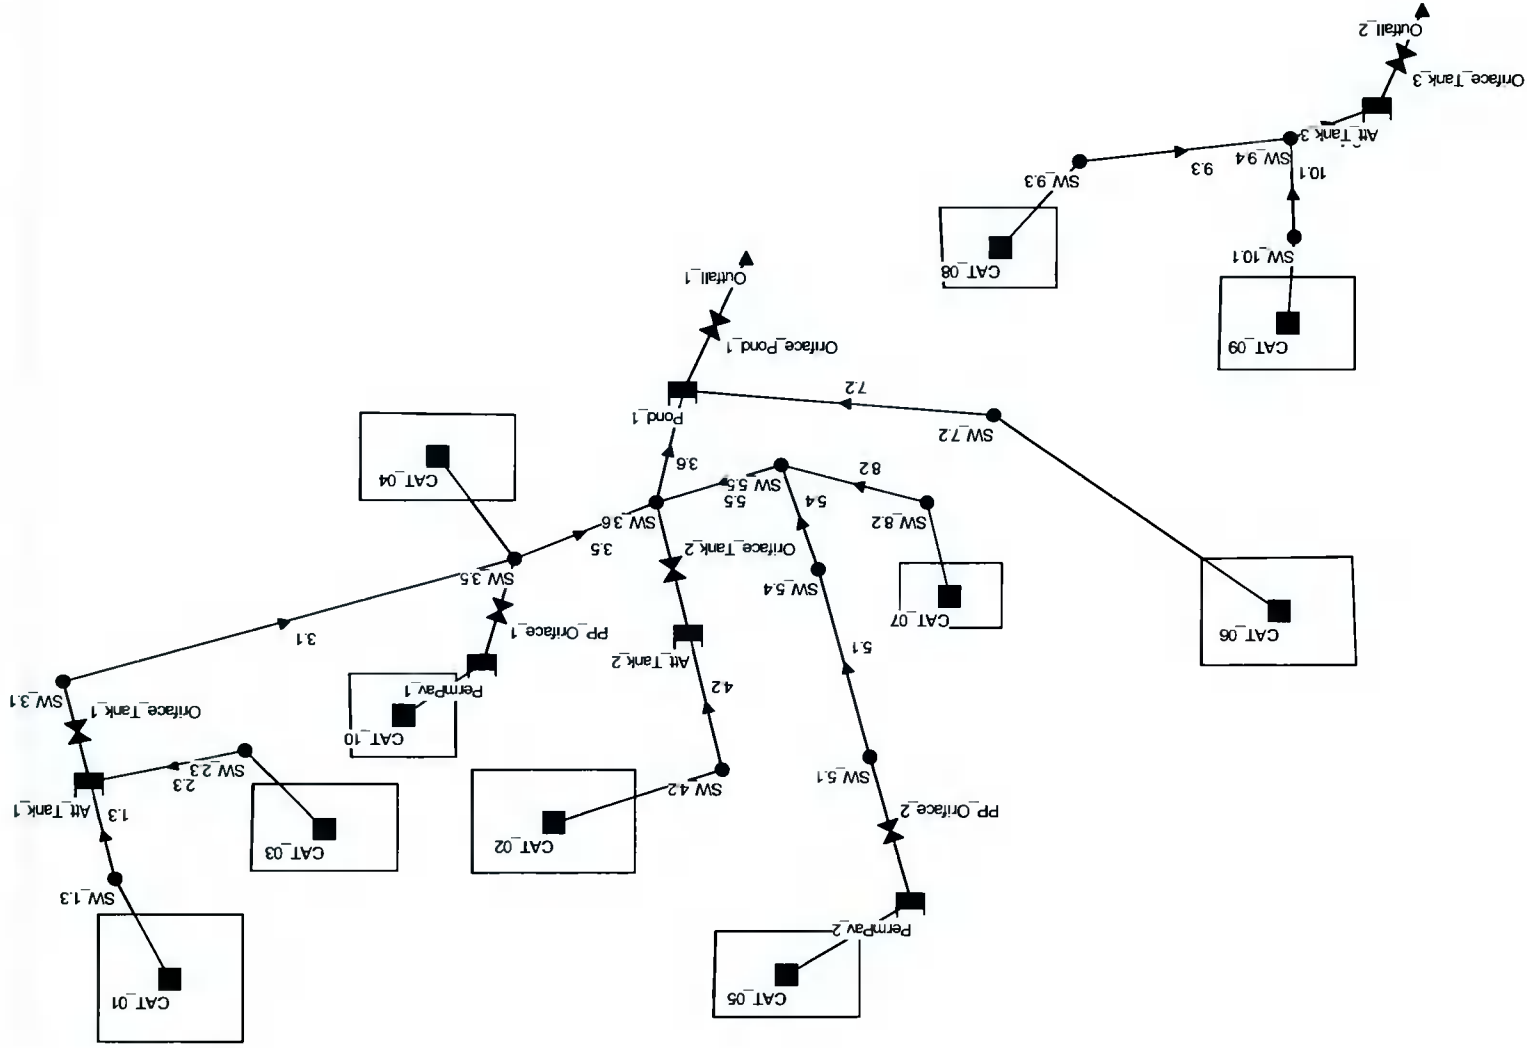 CAT_01
CAT_05
PermPav_2
SW_1.3
CAT_03
CAT_02
PP_Oriface_2
1.3
Att_Tank_1
SW_4.2
2.3
SW_2.3
SW_5.1
CAT_10
Oriface_Tank_1
SW_3.1
PermPav_1
4.2
Att_Tank_2
5.1
3.1
PP_Oriface_1
CAT_06
CAT_07
SW_5.4
SW_3.5
Oriface_Tank_2
3.5
SW_8.2
SW_3.6
5.4
5.5
SW_5.5
CAT_04
8.2
3.6
SW_7.2
Pond_1
7.2
CAT_09
Oriface_Pond_1
Outfall_1
CAT_08
SW_10.1
SW_9.3
10.1
9.3
SW_9.4
Att_Tank_3
Oriface_Tank_3
Outfall_2